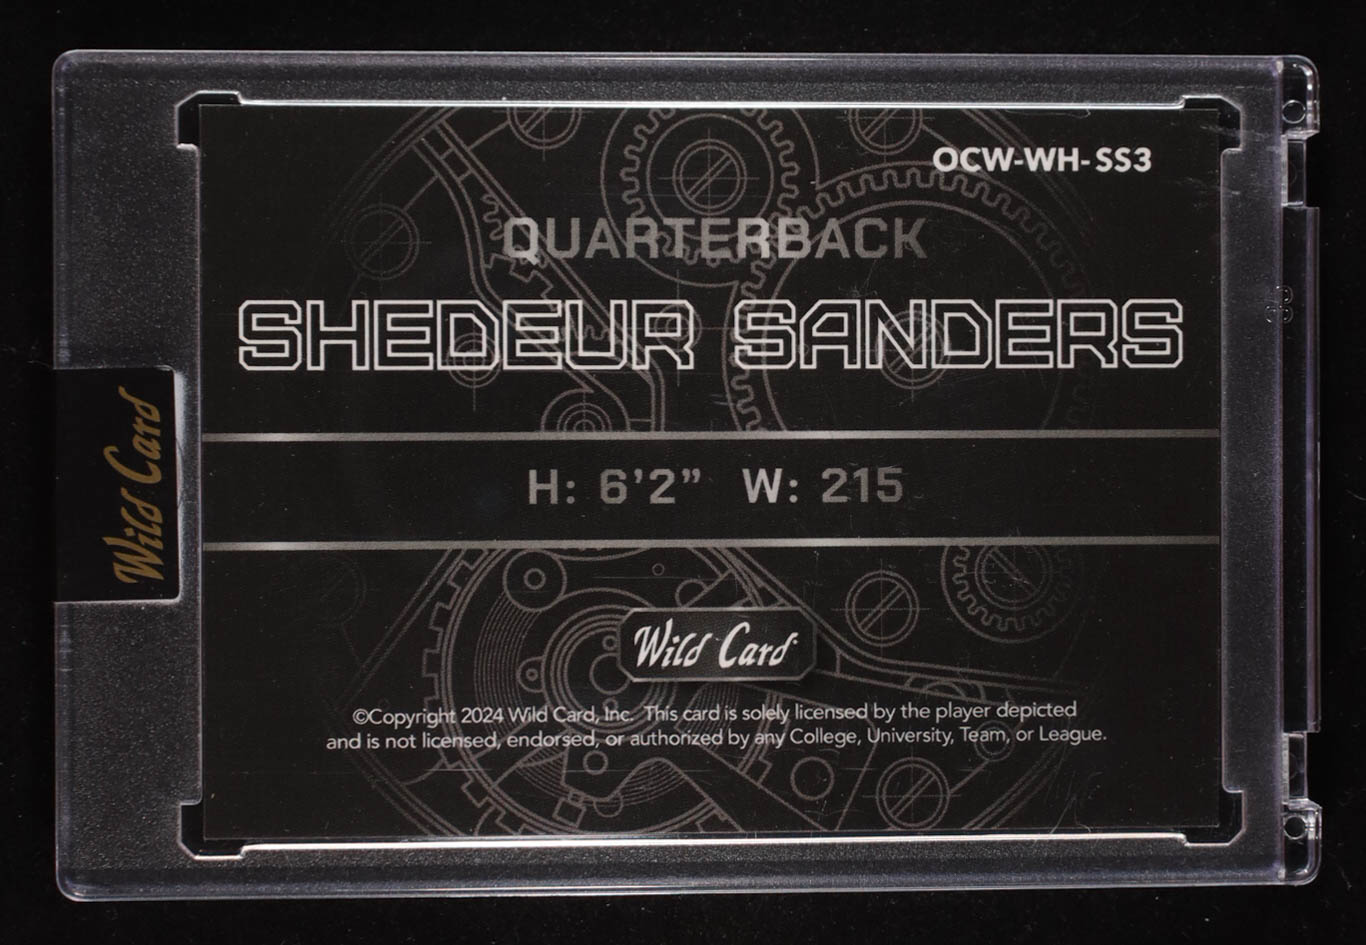 OCW-WH-SS3
QUARTERBACK
SHEDEUR SANDERS
H: 6'2” W: 215
Wild Card
Wild Card
©Copyright 2024 Wild Card, Inc. This card is solely licensed by the player depicted
and is not licensed, endorsed, or authorized by any College, University, Team, or League.